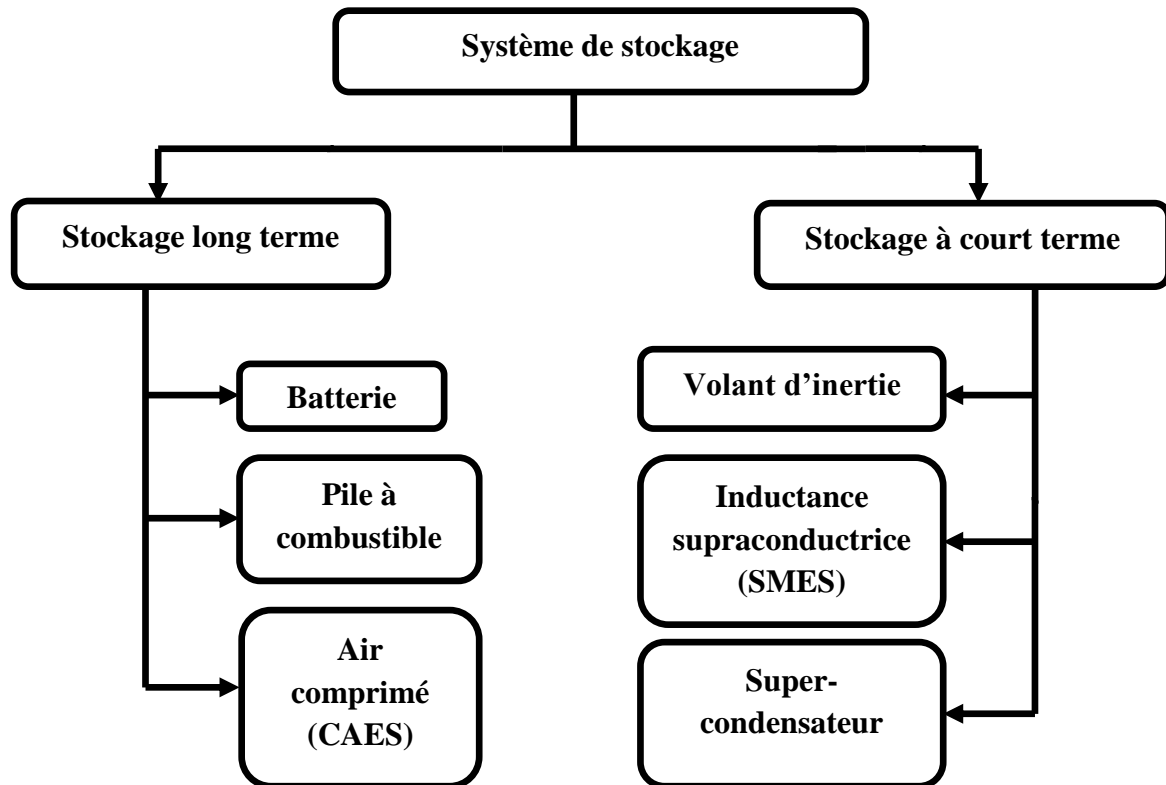 Système de stockage
Stockage long terme
Stockage à court terme
Batterie
Pile à
combustible
Air
comprimé
(CAES)
Volant d’inertie
Inductance
supraconductrice
(SMES)
Super-
condensateur